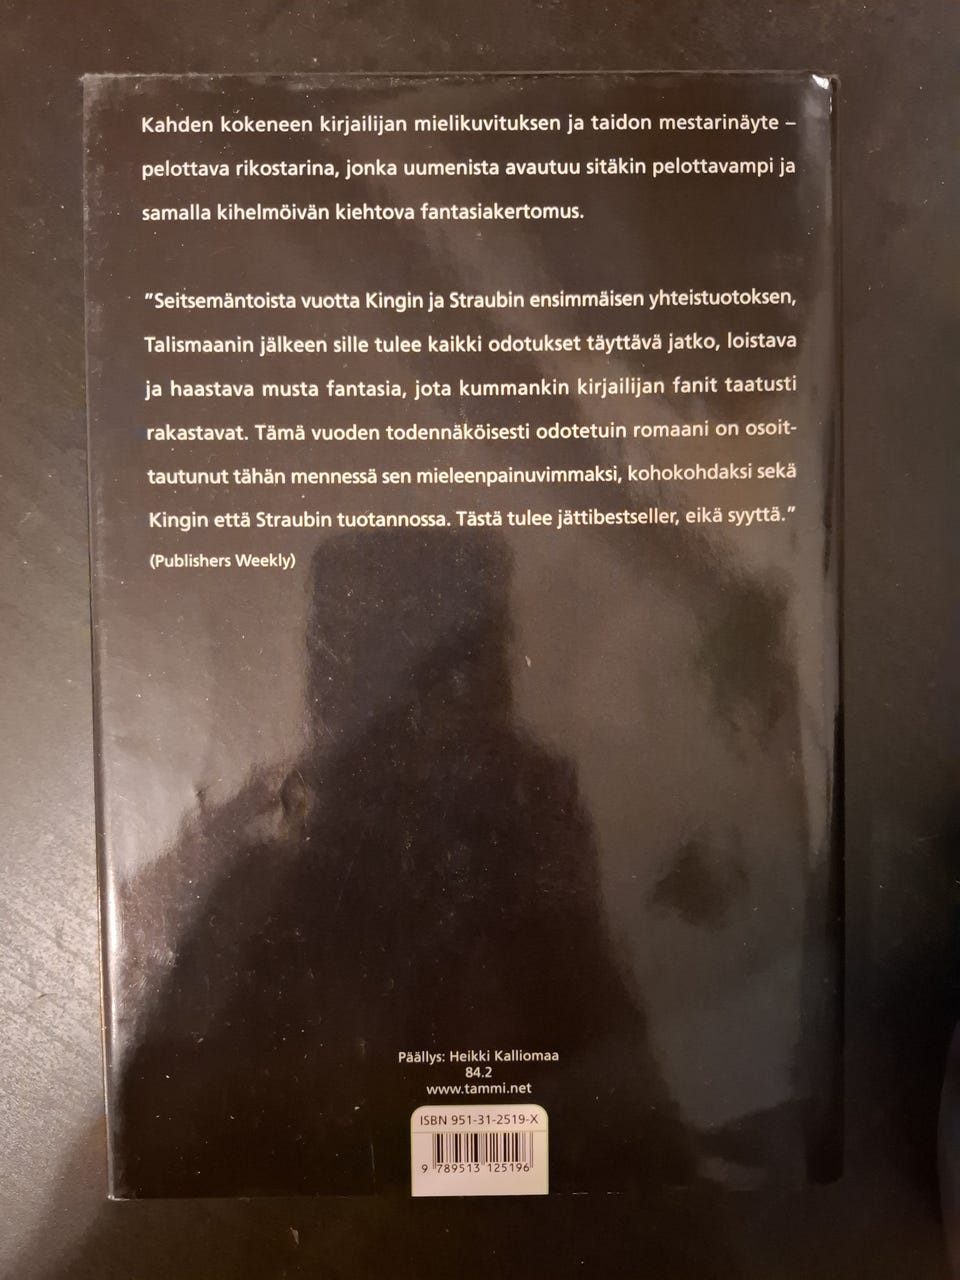 Kahden kokeneen kirjailijan mielikuvituksen ja taidon mestarinäyte –
pelottava rikostarina, jonka uumenista avautuu sitäkin pelottavampi ja
samalla kihelmöivän kiehtova fantasiakertomus.
"Seitsemäntoista vuotta Kingin ja Straubin ensimmäisen yhteistuotoksen,
Talismaanin jälkeen sille tulee kaikki odotukset täyttävä jatko, loistava
ja haastava musta fantasia, jota kummankin kirjailijan fanit taatusti
rakastavat. Tämä vuoden todennäköisesti odotetuin romaani on osoit-
tautunut tähän mennessä sen mieleenpainuvimmaksi, kohokohdaksi sekä
Kingin että Straubin tuotannossa. Tästä tulee jättibestseller, eikä syyttä."
(Publishers Weekly)
Päällys: Heikki Kalliomaa
84.2
www.tammi.net
ISBN 951-31-2519-X
9 789513 125196